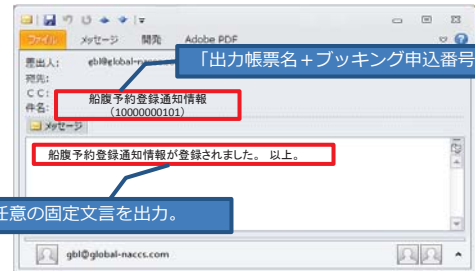 ファイル メッセージ 開発 Adobe PDF
差出人:
「出力帳票名+ブッキング申込番号
宛先:
CC:
件名:
船腹予約登録通知情報
(10000000101)
メッセージ
船腹予約登録通知情報が登録されました。 以上。
任意の固定文言を出力。
gbl@global-naccs.com